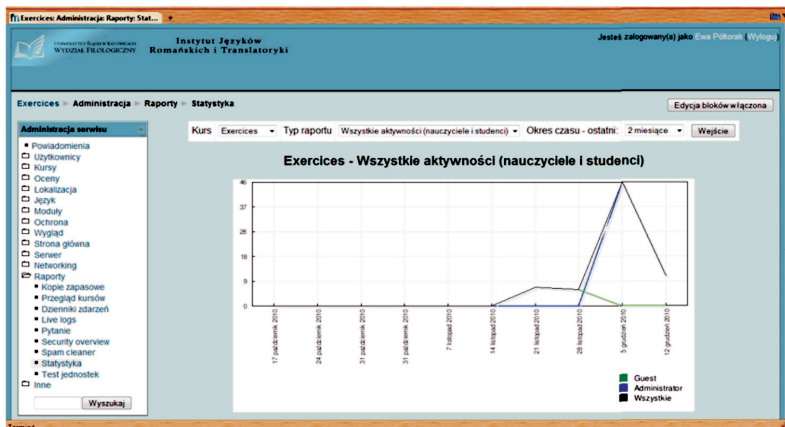 Exercices: Administracja: Raporty: Stat...
Uniwersytet Śląski w Katowicach
Wydział Filologiczny
Instytut Języków
Romańskich i Translatoryki
Jesteś zalogowany(a) jako Ewa Półtorak (Wyloguj)
Exercices ► Administracja ► Raporty ► Statystyka
Edycja bloków włączona
Administracja serwisu
Powiadomienia
Użytkownicy
Kursy
Oceny
Lokalizacja
Język
Moduły
Ochrona
Wygląd
Strona główna
Serwer
Networking
Raporty
Kopie zapasowe
Przegląd kursów
Dzienniki zdarzeń
Live logs
Pytanie
Security overview
Spam cleaner
Statystyka
Test jednostek
Inne
Wyszukaj
Kurs Exercices Typ raportu Wszystkie aktywności (nauczyciele i studenci) Okres czasu - ostatni: 2 miesiące Wejście
Exercices - Wszystkie aktywności (nauczyciele i studenci)
46
37
28
18
9
0
17 październik 2010
24 październik 2010
31 październik 2010
31 październik 2010
7 listopad 2010
14 listopad 2010
21 listopad 2010
28 listopad 2010
5 grudzień 2010
12 grudzień 2010
Guest
Administrator
Wszystkie